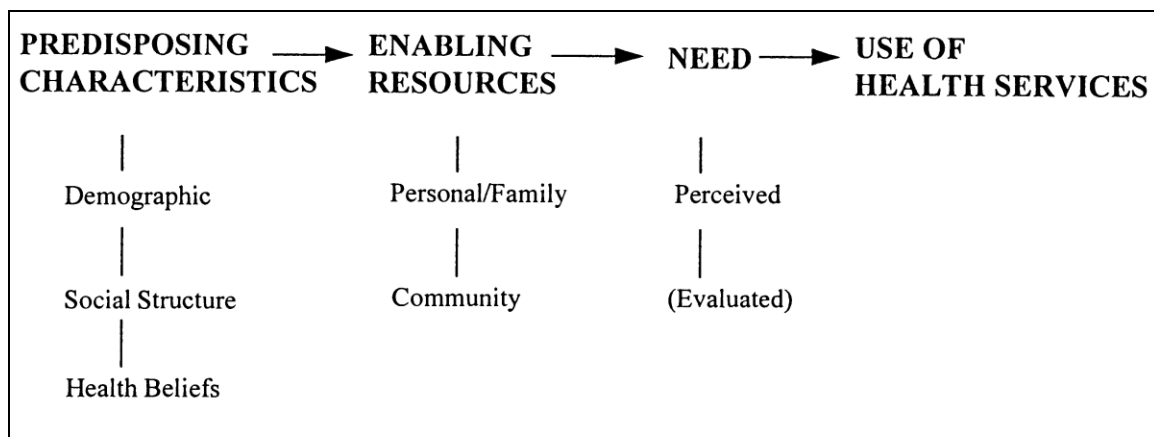 PREDISPOSING
CHARACTERISTICS
ENABLING
RESOURCES
NEED
USE OF
HEALTH SERVICES
Demographic
Personal/Family
Perceived
Social Structure
Community
(Evaluated)
Health Beliefs